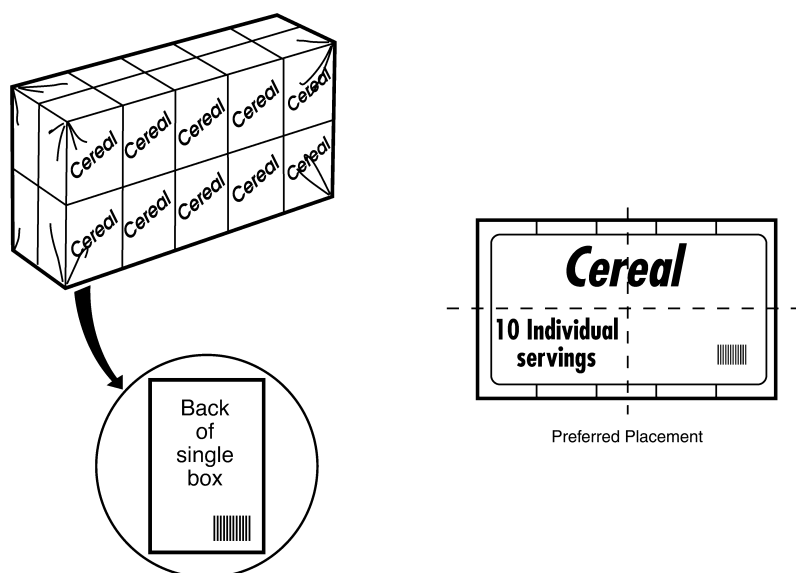 Cereal
Cereal
Cereal
Cereal
Cereal
Cereal
Cereal
Cereal
Cereal
Cereal
Back
of
single
box
Cereal
10 Individual
servings
Preferred Placement